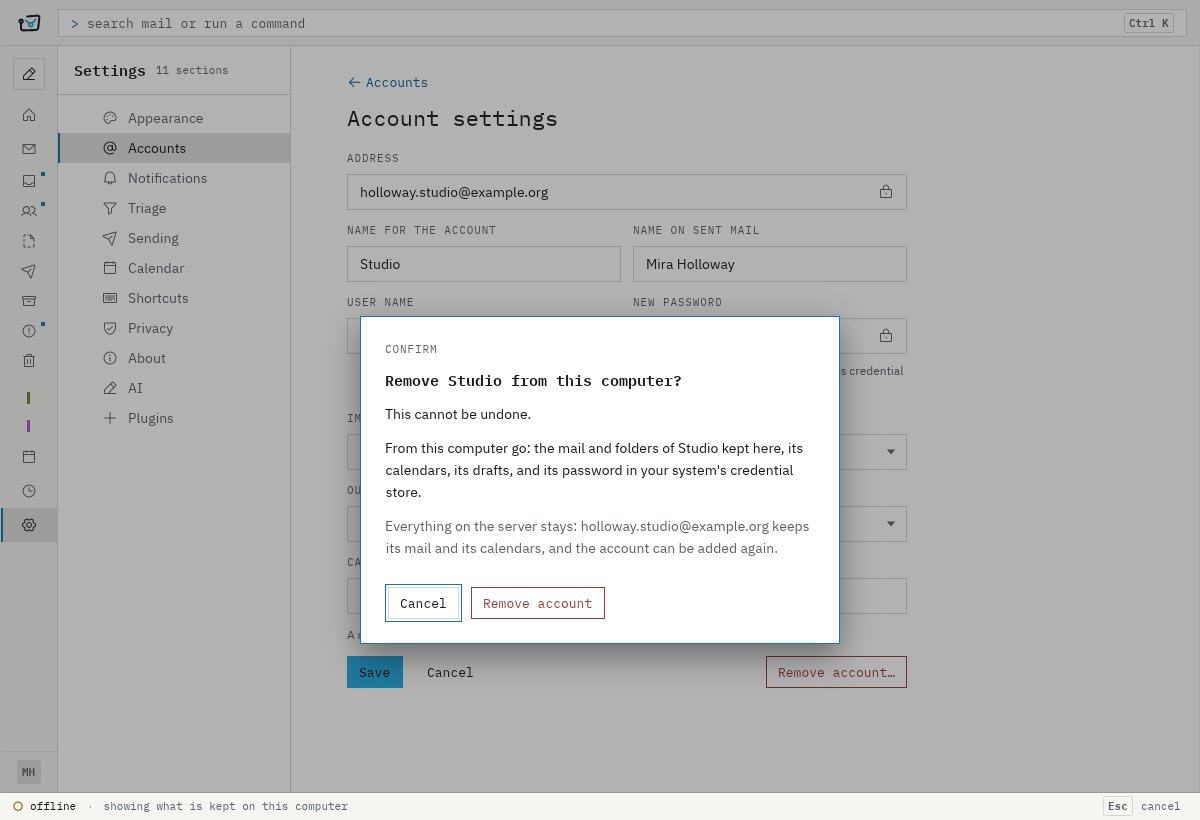 > search mail or run a command
Ctrl K
Settings 11 sections
Appearance
Accounts
Notifications
Triage
Sending
Calendar
Shortcuts
Privacy
About
AI
Plugins
MH
← Accounts
Account settings
ADDRESS
holloway.studio@example.org
NAME FOR THE ACCOUNT
NAME ON SENT MAIL
Studio
Mira Holloway
USER NAME
NEW PASSWORD
s credential
CONFIRM
Remove Studio from this computer?
This cannot be undone.
From this computer go: the mail and folders of Studio kept here, its
calendars, its drafts, and its password in your system's credential
store.
Everything on the server stays: holloway.studio@example.org keeps
its mail and its calendars, and the account can be added again.
Cancel
Remove account
Save
Cancel
Remove account…
offline · showing what is kept on this computer
Esc cancel